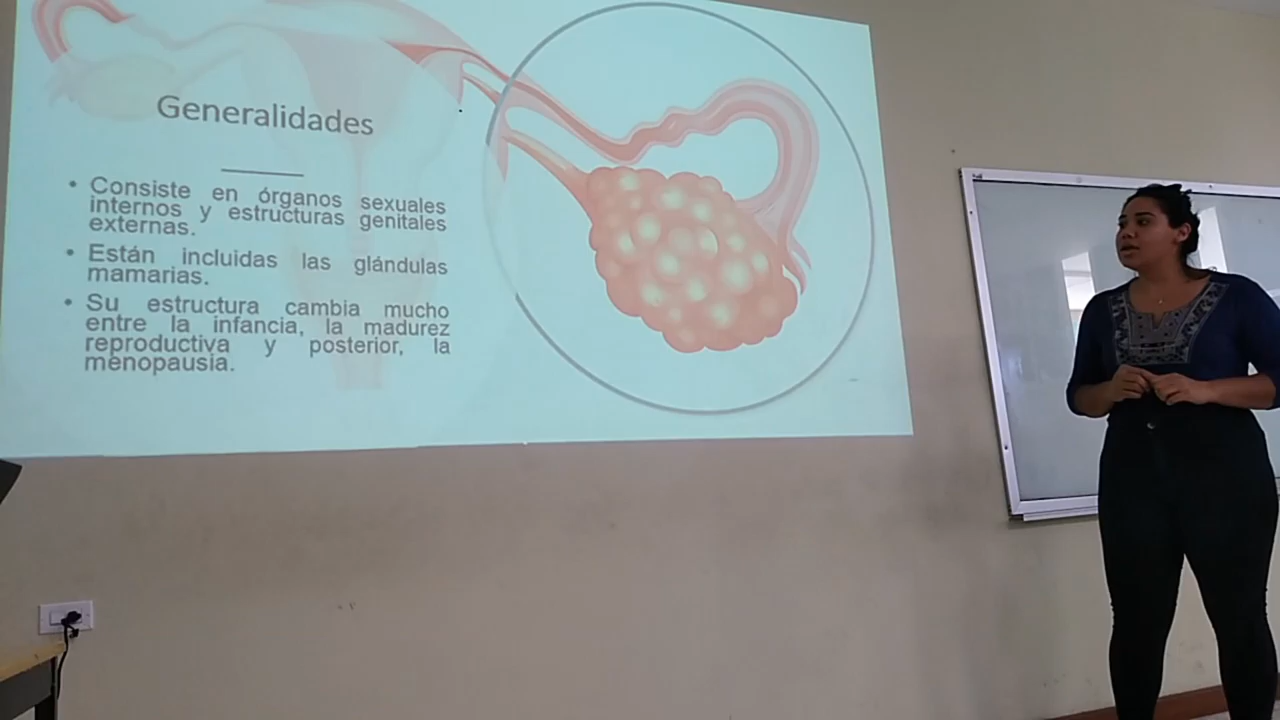 Generalidades
• Consiste en órganos sexuales
internos y estructuras genitales
externas.
• Están incluidas las glándulas
mamarias.
• Su estructura cambia mucho
entre la infancia, la madurez
reproductiva y posterior, la
menopausia.